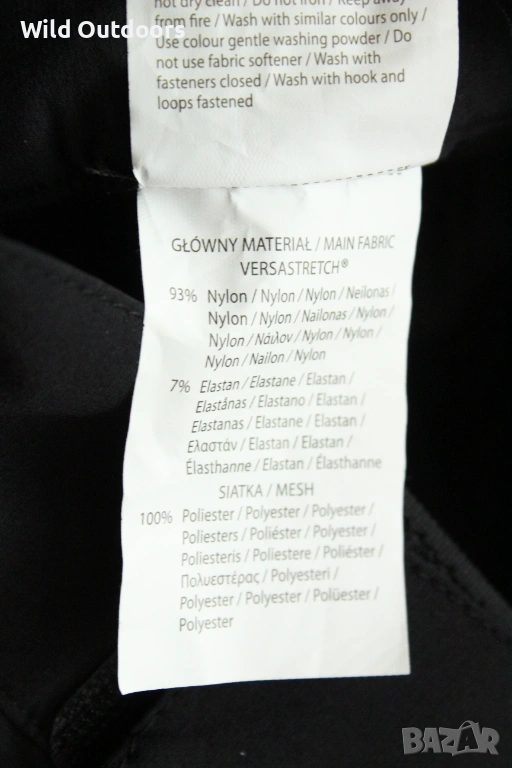 Wild Outdoors
not dry clean / Do not iron / Keep away
from fire / Wash with similar colours only /
Use colour gentle washing powder / Do
not use fabric softener / Wash with
fasteners closed / Wash with hook and
loops fastened
GŁÓWNY MATERIAŁ / MAIN FABRIC
VERSASTRETCH®
93% Nylon / Nylon / Nylon / Neilonas /
Nylon / Nylon / Nailonas / Nylon /
Nylon / Νάιλον / Nylon / Nylon /
Nylon / Nailon / Nylon
7% Elastan / Elastane / Elastan /
Elastãnas / Elastano / Elastan /
Elastanas / Elastane / Elastan /
Ελαστάν / Elastan / Elastan /
Élasthanne / Elastan / Élasthanne
SIATKA / MESH
100% Poliester / Polyester / Polyester /
Poliesters / Poliéster / Polyester /
Poliesteris / Poliestere / Poliéster /
Πολυεστέρας / Polyesteri /
Polyester / Polyester / Polüester /
Polyester
BAZAR